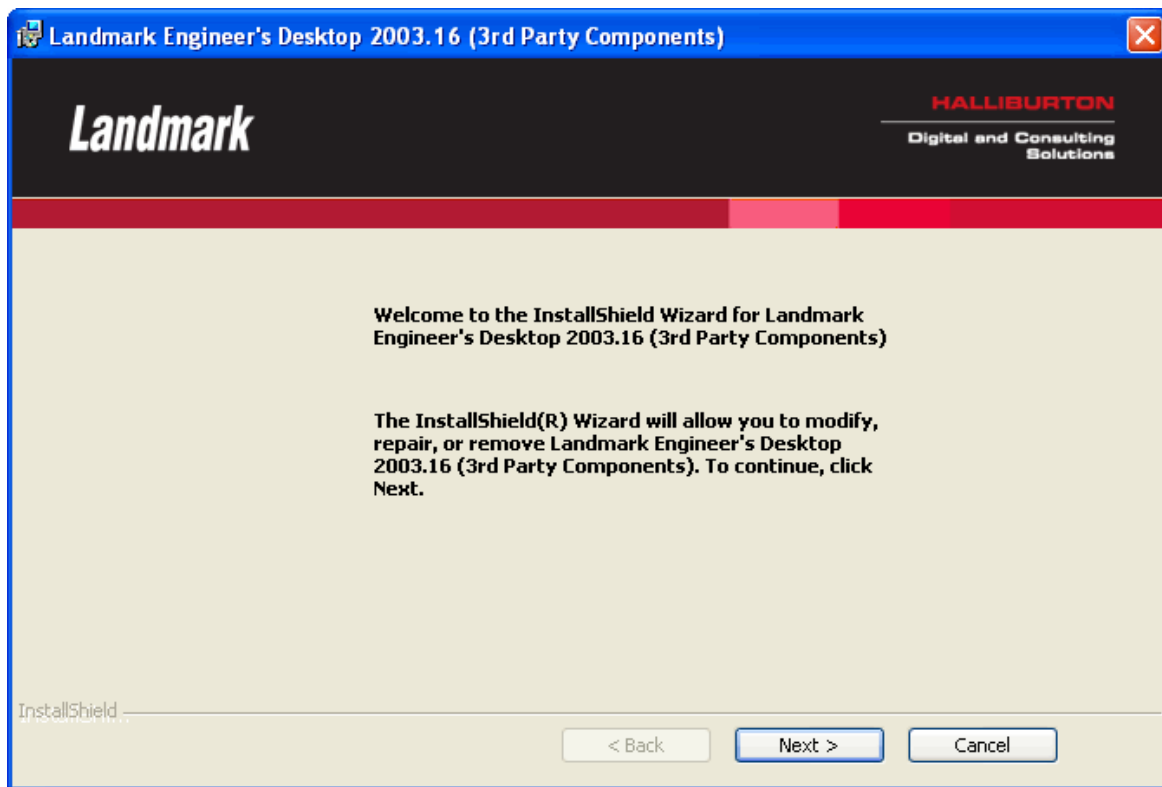 Landmark Engineer's Desktop 2003.16 (3rd Party Components)
Landmark
HALLIBURTON
Digital and Consulting
Solutions
Welcome to the InstallShield Wizard for Landmark
Engineer's Desktop 2003.16 (3rd Party Components)
The InstallShield(R) Wizard will allow you to modify,
repair, or remove Landmark Engineer's Desktop
2003.16 (3rd Party Components). To continue, click
Next.
InstallShield
< Back
Next >
Cancel